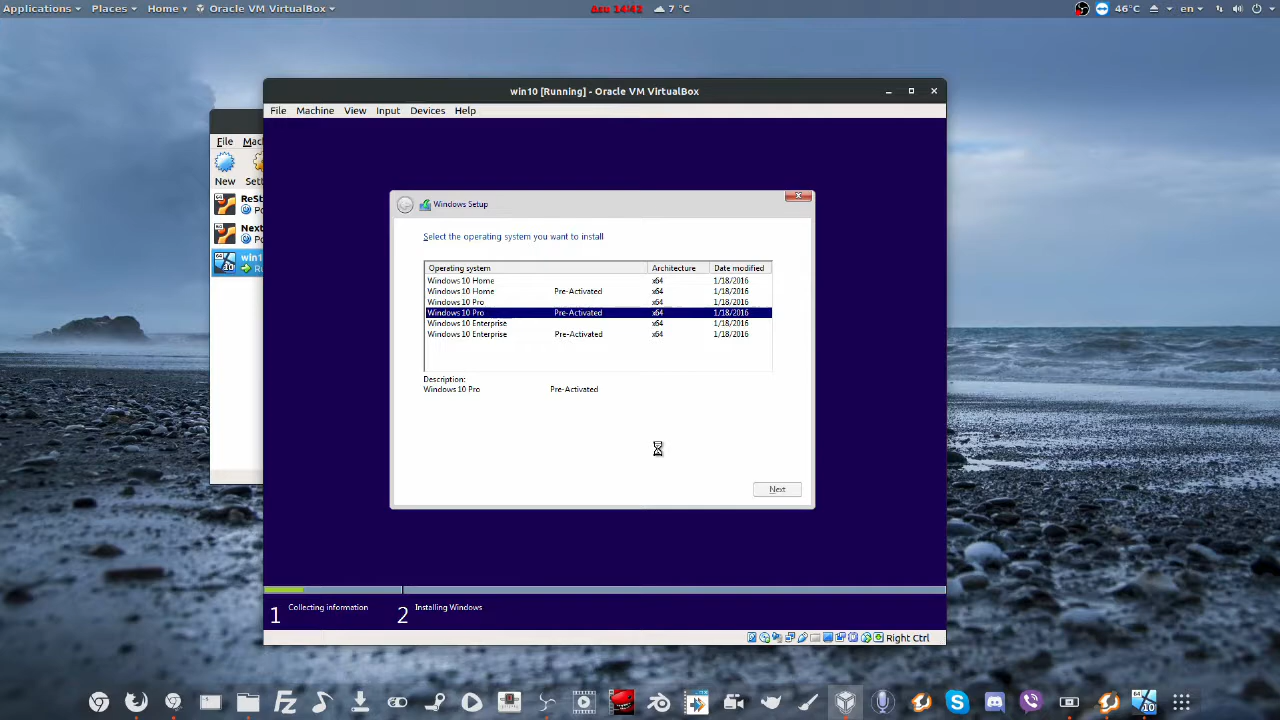 Applications ▾ Places ▾ Home ▾ Oracle VM VirtualBox ▾ Δευ 14:42 7 °C 46°C en
win10 [Running] - Oracle VM VirtualBox
File Machine View Input Devices Help
File
New
win1
Windows Setup
Select the operating system you want to install
Operating system Architecture Date modified
Windows 10 Home x64 1/18/2016
Windows 10 Home Pre-Activated x64 1/18/2016
Windows 10 Pro x64 1/18/2016
Windows 10 Pro Pre-Activated x64 1/18/2016
Windows 10 Enterprise x64 1/18/2016
Windows 10 Enterprise Pre-Activated x64 1/18/2016
Description:
Windows 10 Pro Pre-Activated
Next
1 Collecting information 2 Installing Windows
Right Ctrl